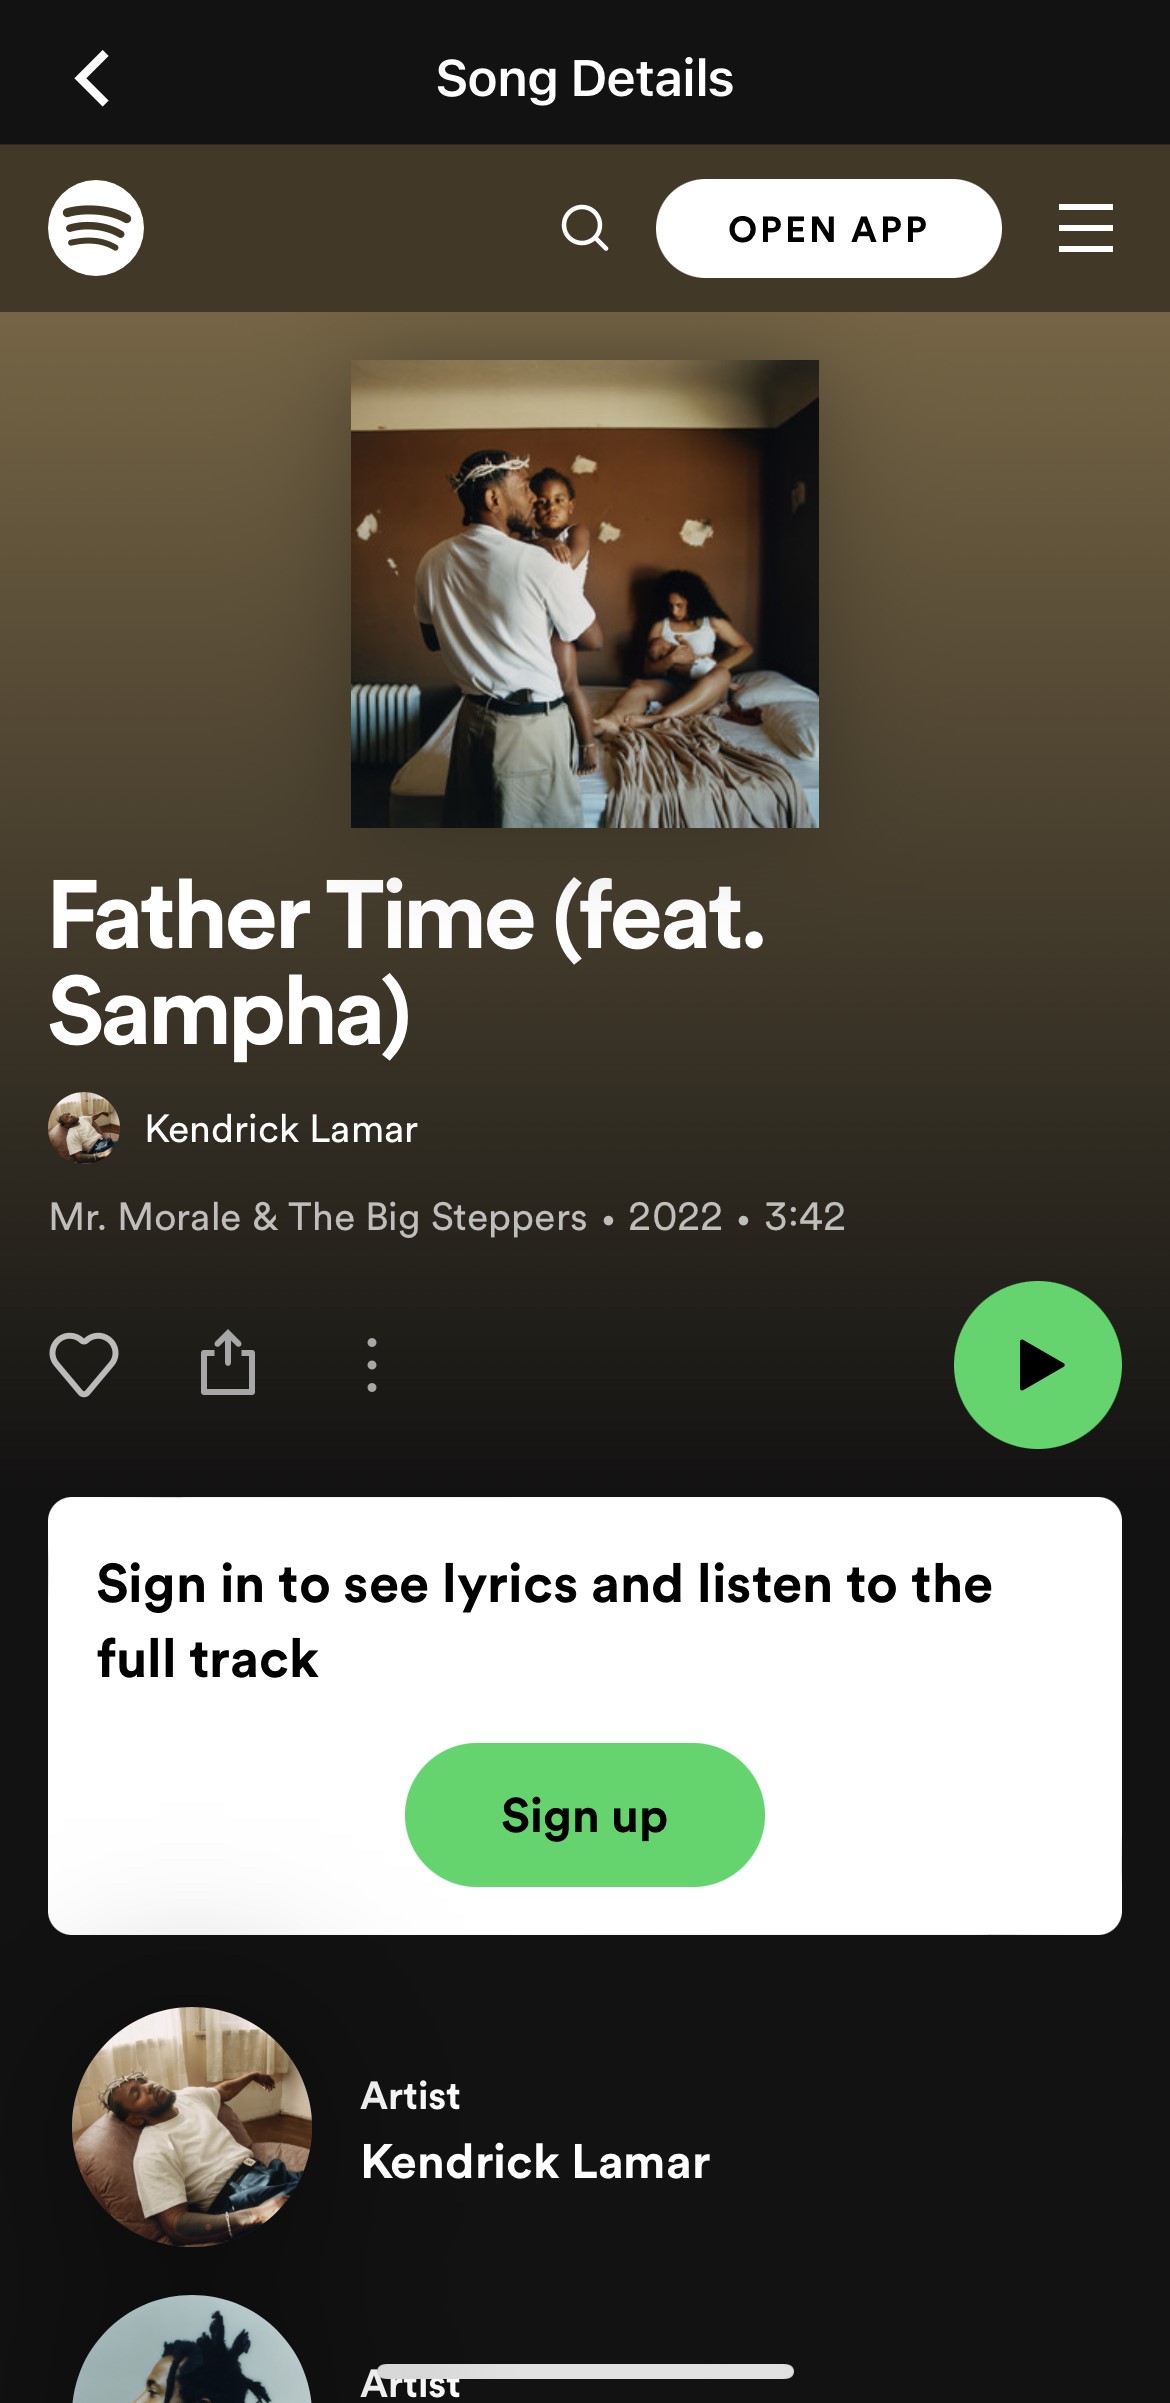 Song Details
OPEN APP
Father Time (feat.
Sampha)
Kendrick Lamar
Mr. Morale & The Big Steppers • 2022 • 3:42
Sign in to see lyrics and listen to the
full track
Sign up
Artist
Kendrick Lamar
Artist